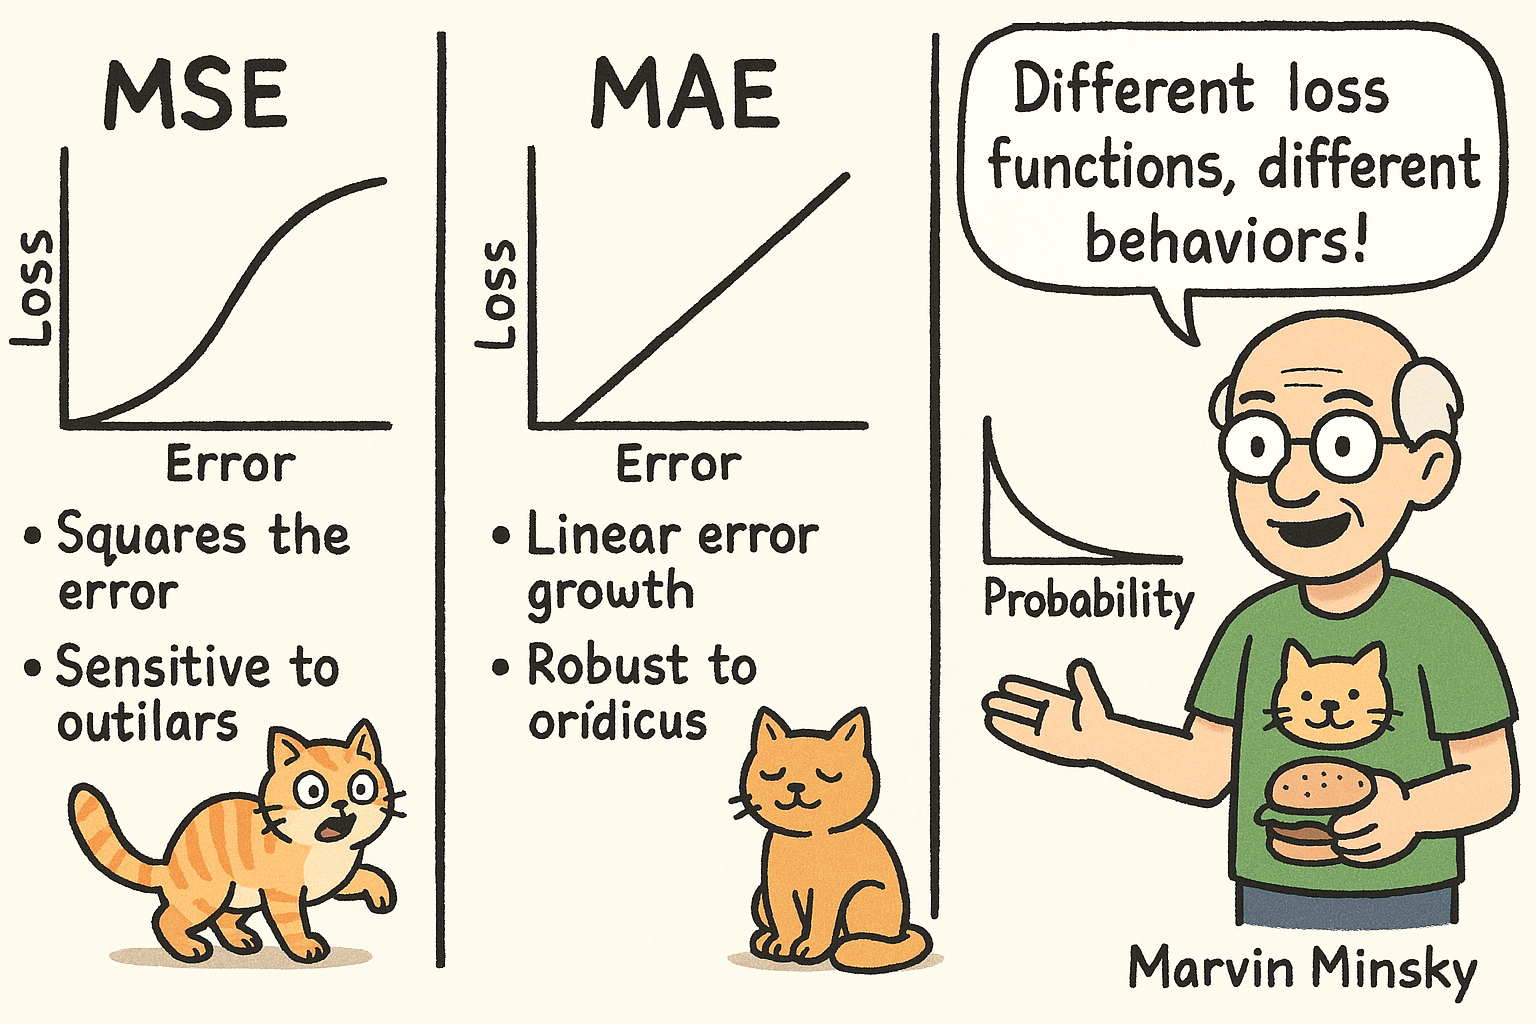 MSE
Loss
Error
• Squares the
error
• Sensitive to
outilars
MAE
Loss
Error
• Linear error
growth
• Robust to
orídicus
Different loss
functions, different
behaviors!
Probability
Marvin Minsky